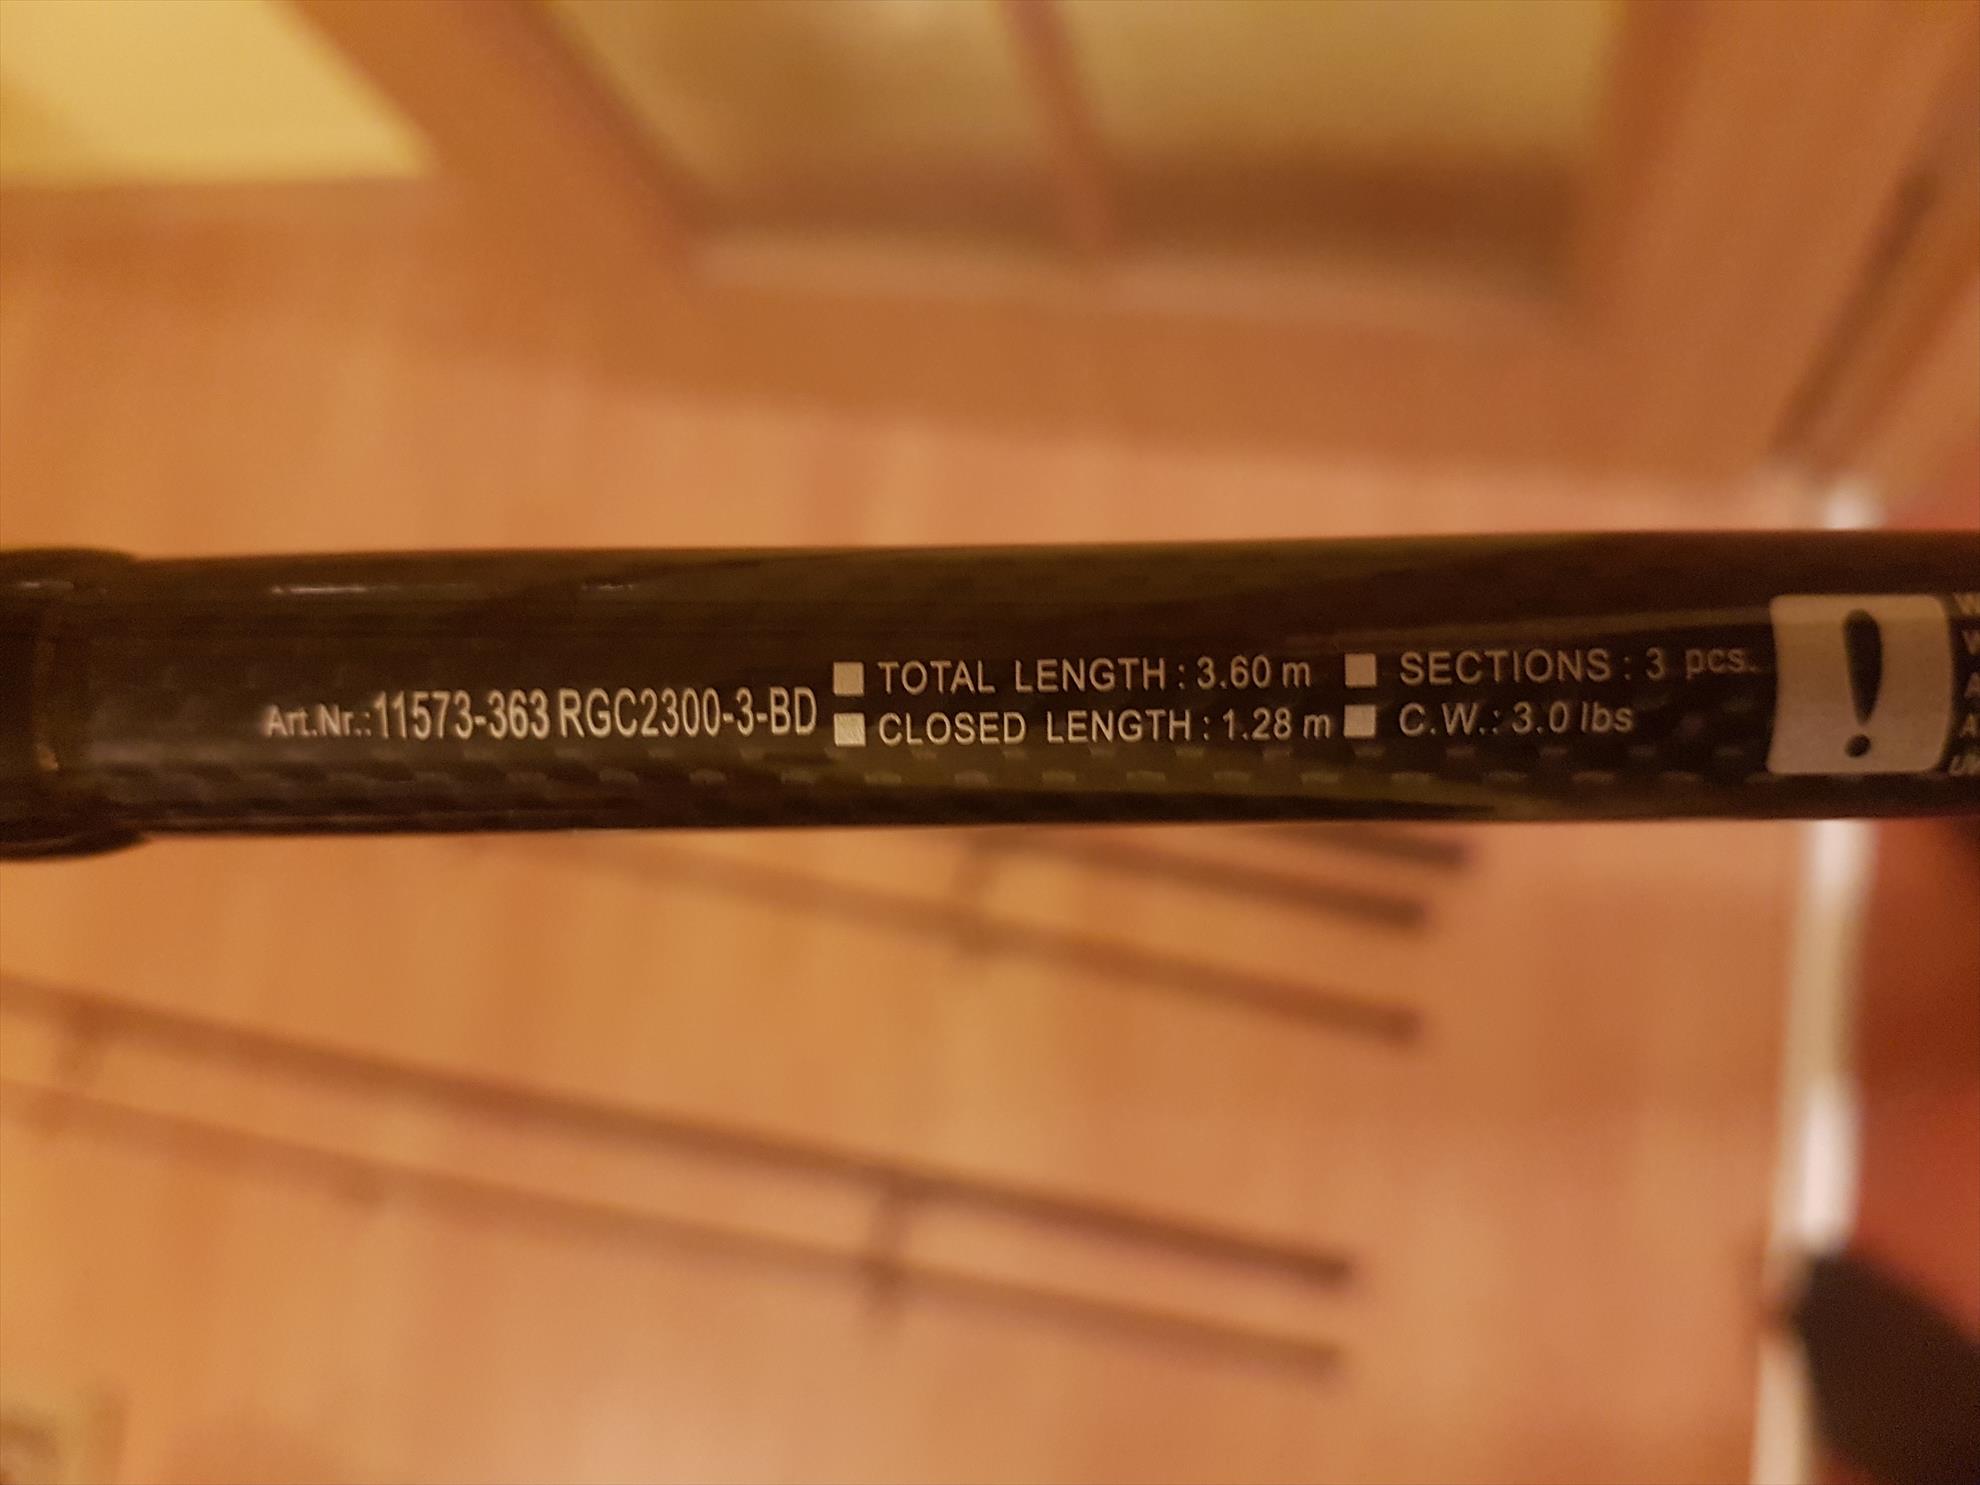 Art.Nr.:11573-363 RGC2300-3-BD
TOTAL LENGTH : 3.60 m
CLOSED LENGTH : 1.28 m
SECTIONS : 3 pcs.
C.W. : 3.0 lbs
!